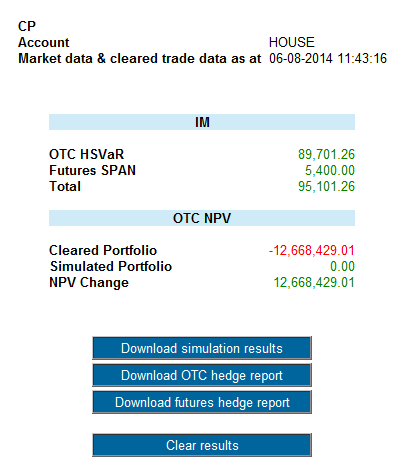 CP
Account HOUSE
Market data & cleared trade data as at 06-08-2014 11:43:16
IM
OTC HSVaR 89,701.26
Futures SPAN 5,400.00
Total 95,101.26
OTC NPV
Cleared Portfolio -12,668,429.01
Simulated Portfolio 0.00
NPV Change 12,668,429.01
Download simulation results
Download OTC hedge report
Download futures hedge report
Clear results